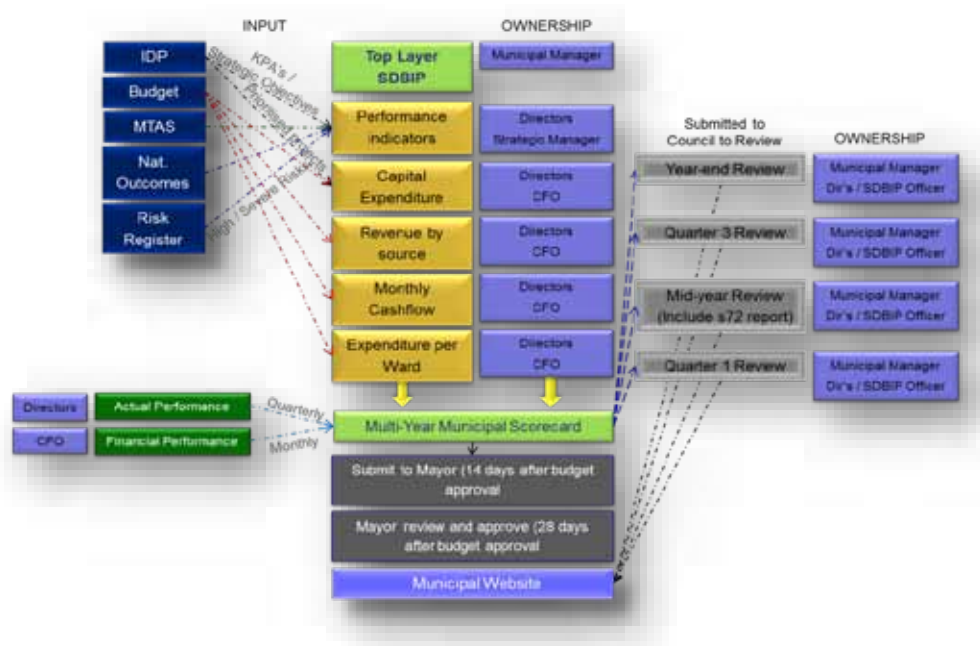 INPUT
OWNERSHIP
IDP
Budget
MTAS
Nat.
Outcomes
Risk
Register
KPA's /
Strategic Objectives
Prioritised Projects
High / Severe Risks
Top Layer
SDBIP
Municipal Manager
Performance
indicators
Directors
Strategic Manager
Capital
Expenditure
Directors
CFO
Revenue by
source
Directors
CFO
Monthly
Cashflow
Directors
CFO
Expenditure per
Ward
Directors
CFO
Submitted to
Council to Review
OWNERSHIP
Year-end Review
Municipal Manager
Dir's / SDBIP Officer
Quarter 3 Review
Municipal Manager
Dir's / SDBIP Officer
Mid-year Review
(Include s72 report)
Municipal Manager
Dir's / SDBIP Officer
Quarter 1 Review
Municipal Manager
Dir's / SDBIP Officer
Directors
Actual Performance
Quarterly
CFO
Financial Performance
Monthly
Multi-Year Municipal Scorecard
Submit to Mayor (14 days after budget
approval
Mayor review and approve (28 days
after budget approval
Municipal Website